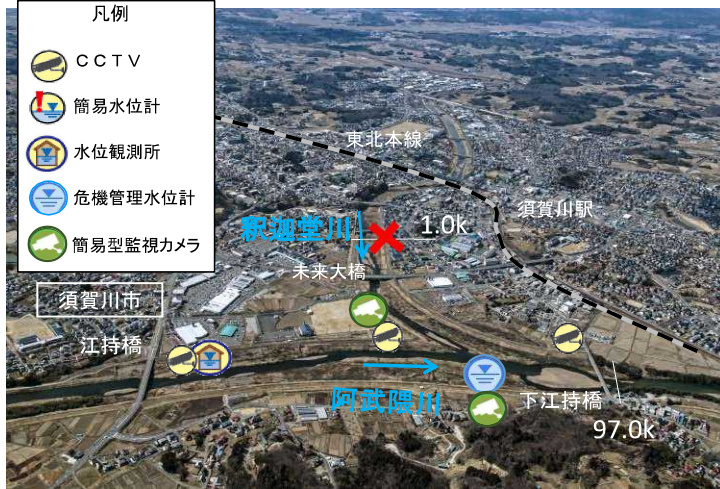 凡例
ＣＣＴＶ
簡易水位計
水位観測所
危機管理水位計
簡易型監視カメラ
東北本線
須賀川駅
釈迦堂川
1.0k
未来大橋
須賀川市
江持橋
阿武隈川
下江持橋
97.0k